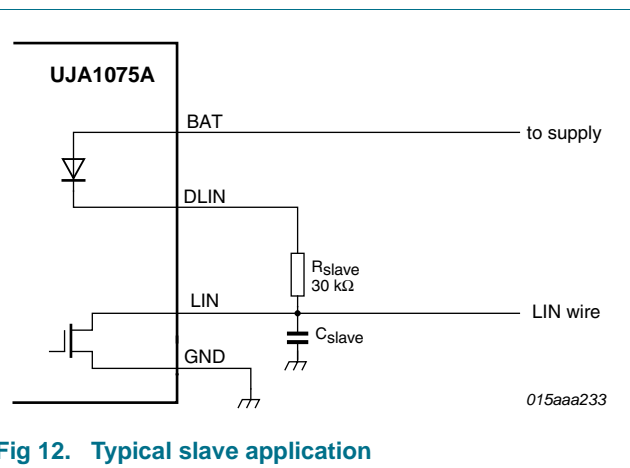 UJA1075A
BAT
to supply
DLIN
Rslave
30 kΩ
LIN
LIN wire
Cslave
GND
015aaa233
Fig 12. Typical slave application